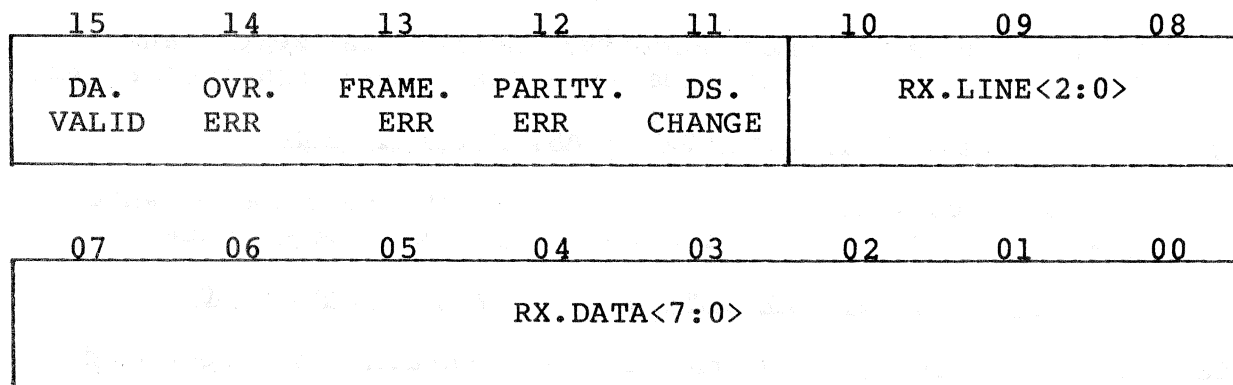 15 14 13 12 11 10 09 08
DA. OVR. FRAME. PARITY. DS. RX.LINE<2:0>
VALID ERR ERR ERR CHANGE
07 06 05 04 03 02 01 00
RX.DATA<7:0>